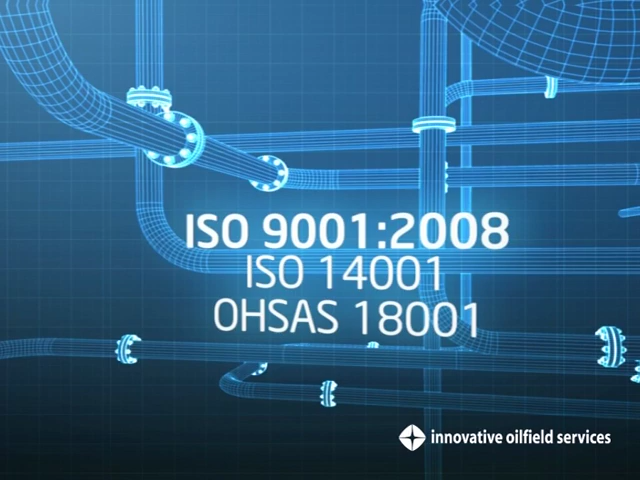 ISO 9001:2008
ISO 14001
OHSAS 18001
innovative oilfield services